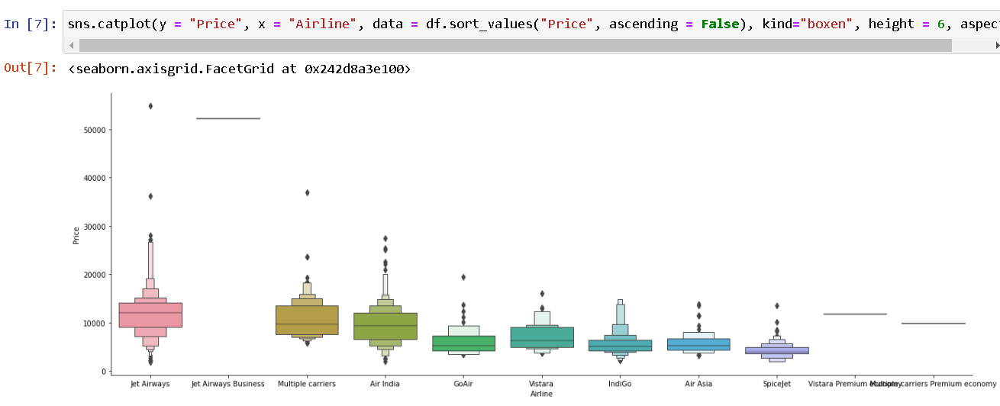 In [7]: sns.catplot(y = "Price", x = "Airline", data = df.sort_values("Price", ascending = False), kind="boxen", height = 6, aspec
Out[7]: <seaborn.axisgrid.FacetGrid at 0x242d8a3e100>
50000
40000
30000
20000
10000
0
Price
Jet Airways
Jet Airways Business
Multiple carriers
Air India
GoAir
Vistara
IndiGo
Air Asia
SpiceJet
Vistara Premium economy
Multiple carriers Premium economy
Airline